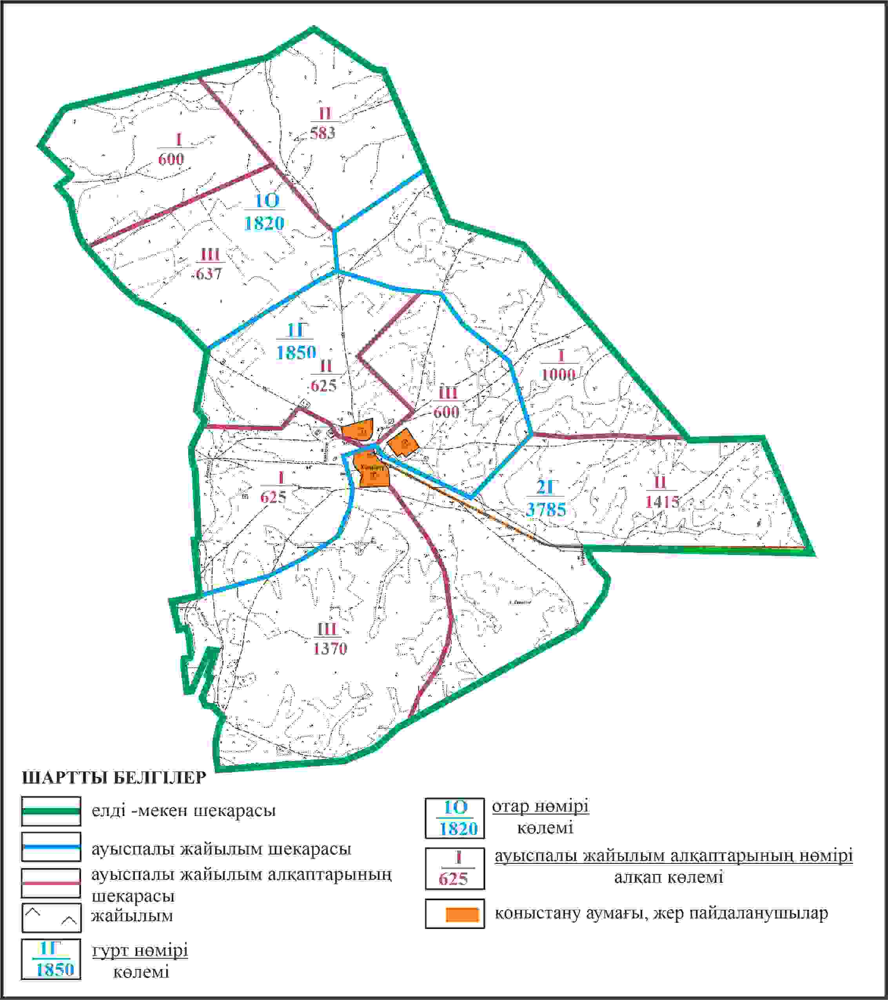 II
583
I
600
1О
1820
III
637
1Г
1850
II
625
I
1000
III
600
I
625
2Г
3785
II
1415
III
1370
ШАРТТЫ БЕЛГІЛЕР
елді -мекен шекарасы
ауыспалы жайылым шекарасы
ауыспалы жайылым алқаптарының
шекарасы
жайылым
1Г
1850
гурт нөмірі
көлемі
1О
1820
отар нөмірі
көлемі
I
625
ауыспалы жайылым алқаптарының нөмірі
алқап көлемі
қоныстану аумағы, жер пайдаланушылар